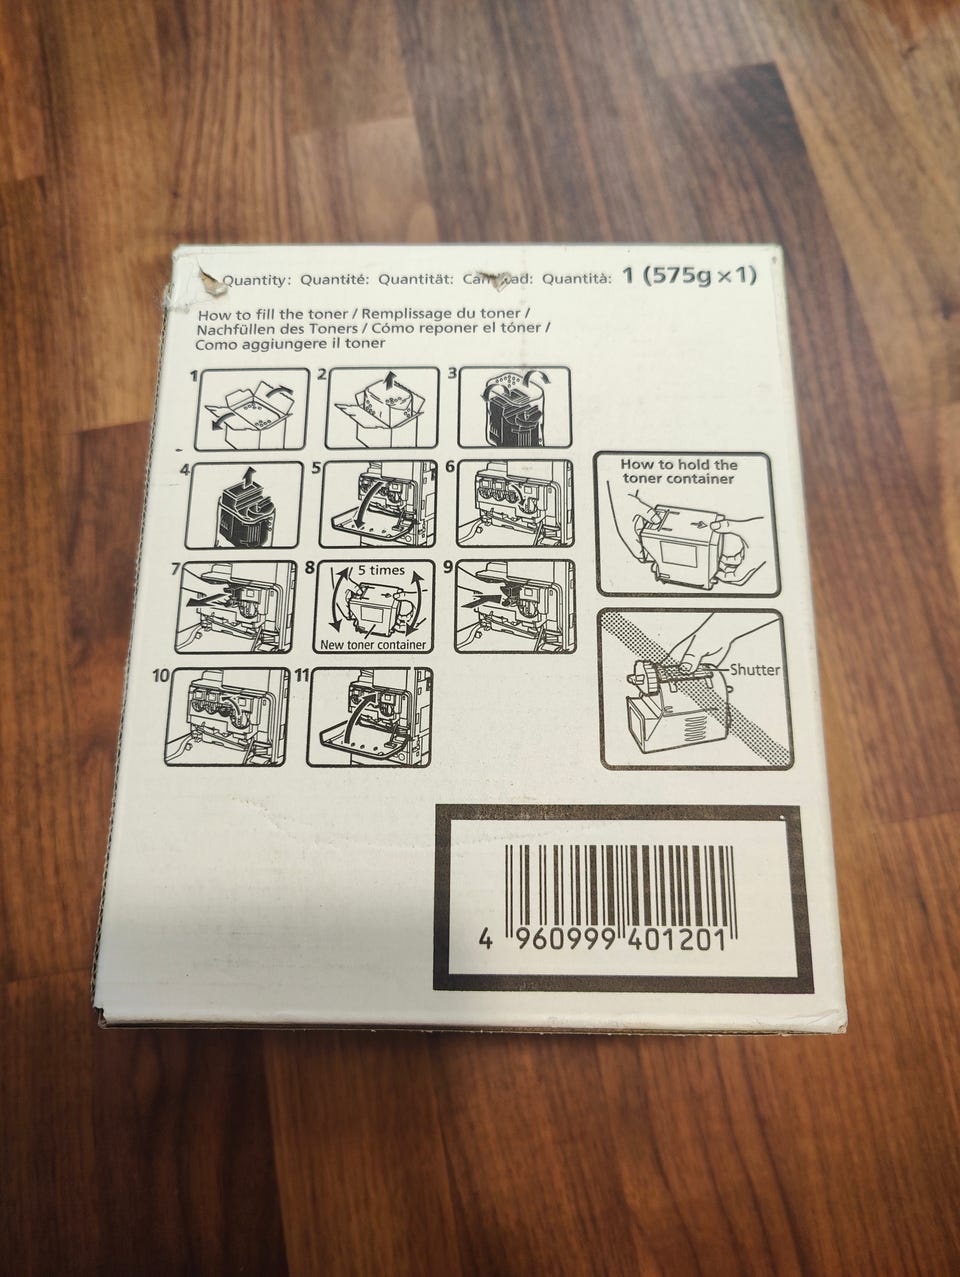 Quantity: Quantité: Quantität: Quantità: 1 (575g×1)
How to fill the toner / Remplissage du toner /
Nachfüllen des Toners / Cómo reponer el tóner /
Como aggiungere il toner
1 2 3
4 5 6
How to hold the
toner container
7 8 9
5 times
New toner container
Shutter
10 11
4 960999 401201